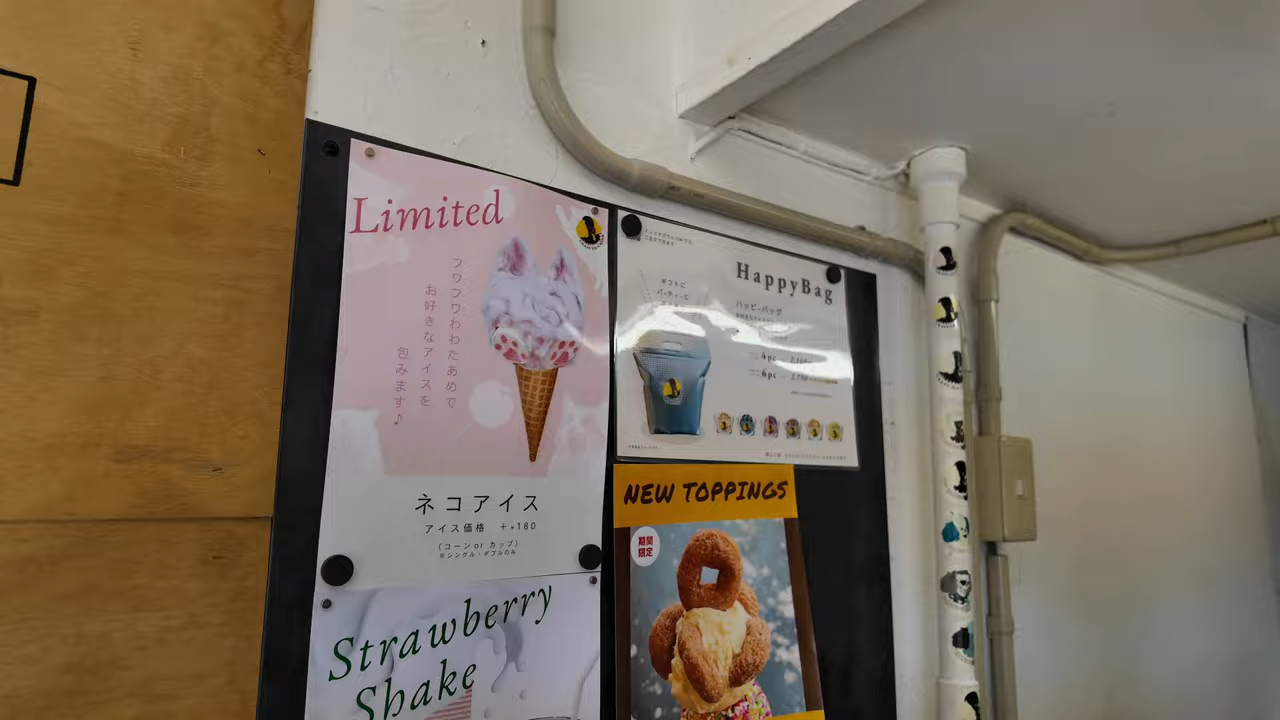 Limited
フワフワわたあめで
お好きなアイスを
包みます♪
ネコアイス
アイス価格 +¥180
(コーン or カップ)
※シングル・ダブルのみ
Strawberry
Shake
HappyBag
ハッピーバッグ
ギフトに
パーティーに
4pc
6pc
NEW TOPPINGS
期間
限定